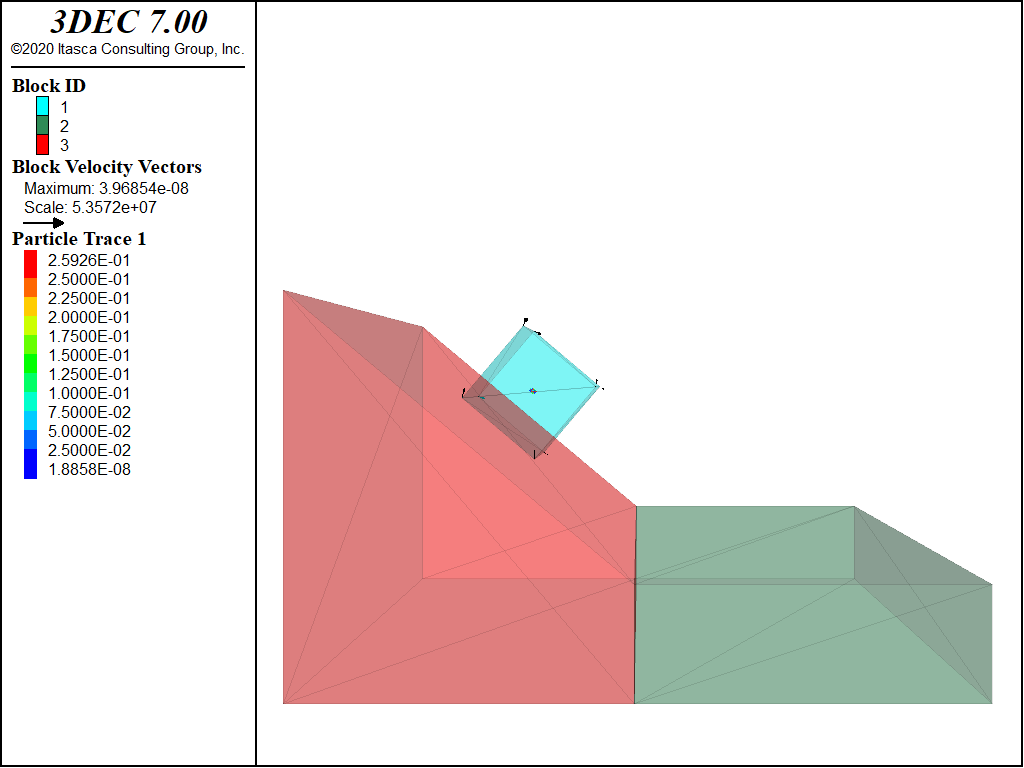 3DEC 7.00
©2020 Itasca Consulting Group, Inc.
Block ID
1
2
3
Block Velocity Vectors
Maximum: 3.96854e-08
Scale: 5.3572e+07
Particle Trace 1
2.5926E-01
2.5000E-01
2.2500E-01
2.0000E-01
1.7500E-01
1.5000E-01
1.2500E-01
1.0000E-01
7.5000E-02
5.0000E-02
2.5000E-02
1.8858E-08